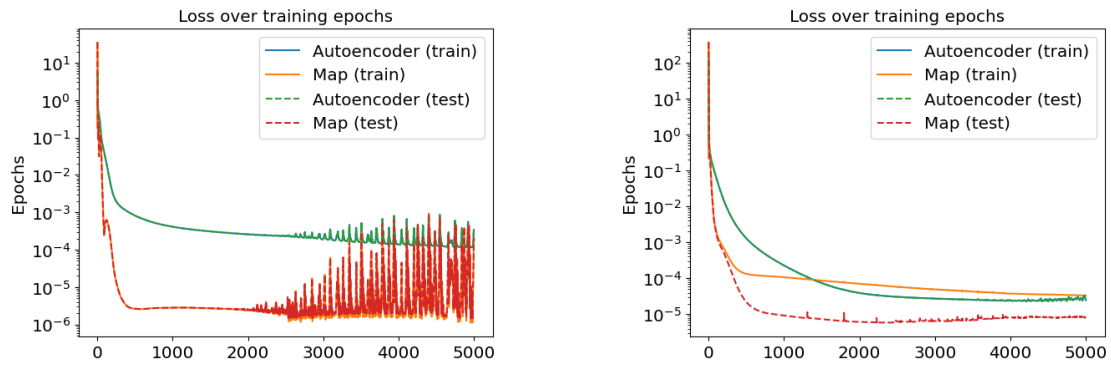 Loss over training epochs
Epochs
10¹
10⁰
10⁻¹
10⁻²
10⁻³
10⁻⁴
10⁻⁵
10⁻⁶
0 1000 2000 3000 4000 5000
Autoencoder (train)
Map (train)
Autoencoder (test)
Map (test)
Loss over training epochs
Epochs
10²
10¹
10⁰
10⁻¹
10⁻²
10⁻³
10⁻⁴
10⁻⁵
0 1000 2000 3000 4000 5000
Autoencoder (train)
Map (train)
Autoencoder (test)
Map (test)